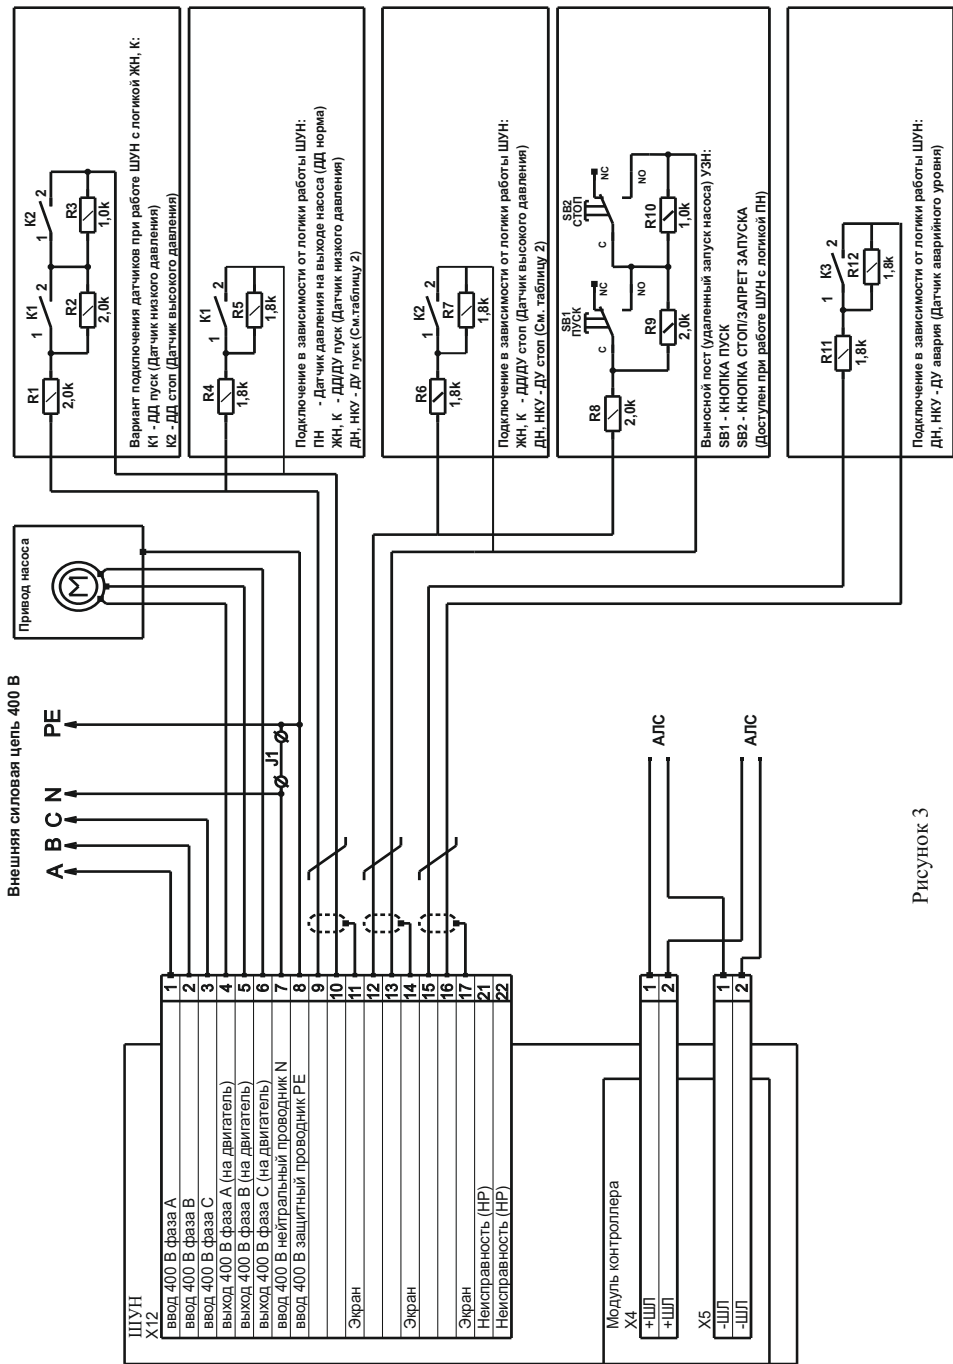 ШУН
X12
ввод 400 В фаза А
1
ввод 400 В фаза В
2
ввод 400 В фаза С
3
выход 400 В фаза А (на двигатель)
4
выход 400 В фаза В (на двигатель)
5
выход 400 В фаза С (на двигатель)
6
ввод 400 В нейтральный проводник N
7
ввод 400 В защитный проводник PE
8
9
10
Экран
11
12
13
Экран
14
15
16
Экран
17
Неисправность (НР)
21
Неисправность (НР)
22
Модуль контроллера
X4
+ШЛ
1
+ШЛ
2
X5
-ШЛ
1
-ШЛ
2
АЛС
АЛС
Внешняя силовая цепь 400 В
A
B
C
N
PE
J1
Привод насоса
M
R1
2,0k
K1
1
2
R2
2,0k
K2
1
2
R3
1,0k
Вариант подключения датчиков при работе ШУН с логикой ЖН, К:
К1 - ДД пуск (Датчик низкого давления)
К2 - ДД стоп (Датчик высокого давления)
R4
1,8k
K1
1
2
R5
1,8k
Подключение в зависимости от логики работы ШУН:
ПН - Датчик давления на выходе насоса (ДД норма)
ЖН, К - ДД/ДУ пуск (Датчик низкого давления)
ДН, НКУ - ДУ пуск (См.таблицу 2)
R6
1,8k
K2
1
2
R7
1,8k
Подключение в зависимости от логики работы ШУН:
ЖН, К - ДД/ДУ стоп (Датчик высокого давления)
ДН, НКУ - ДУ стоп (См. таблицу 2)
R8
2,0k
SB1
ПУСК
C
NC
NO
R9
2,0k
SB2
СТОП
C
NC
NO
R10
1,0k
Выносной пост (удаленный запуск насоса) УЗН:
SB1 - КНОПКА ПУСК
SB2 - КНОПКА СТОП/ЗАПРЕТ ЗАПУСКА
(Доступен при работе ШУН с логикой ПН)
R11
1,8k
K3
1
2
R12
1,8k
Подключение в зависимости от логики работы ШУН:
ДН, НКУ - ДУ авария (Датчик аварийного уровня)
Рисунок 3